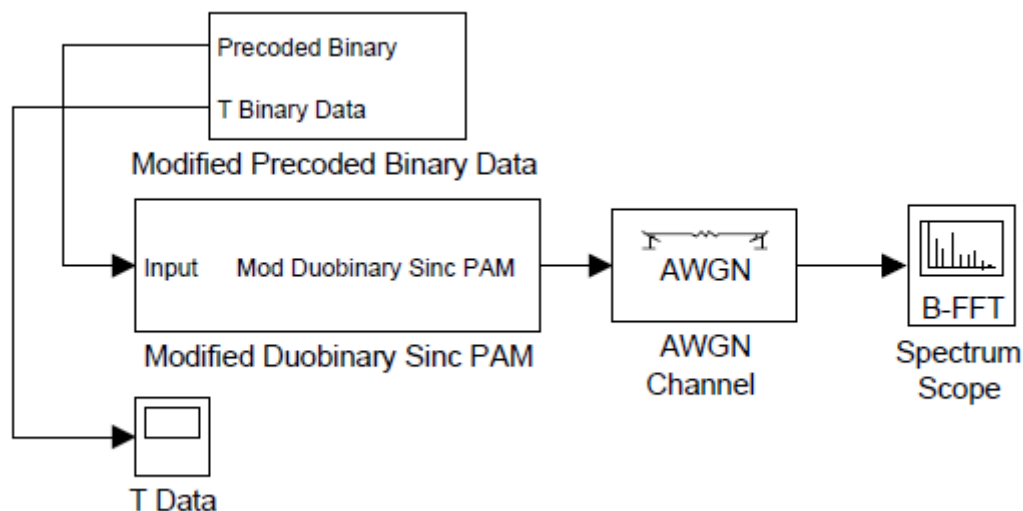 Precoded Binary
T Binary Data
Modified Precoded Binary Data
Input
Mod Duobinary Sinc PAM
Modified Duobinary Sinc PAM
AWGN
AWGN
Channel
B-FFT
Spectrum
Scope
T Data